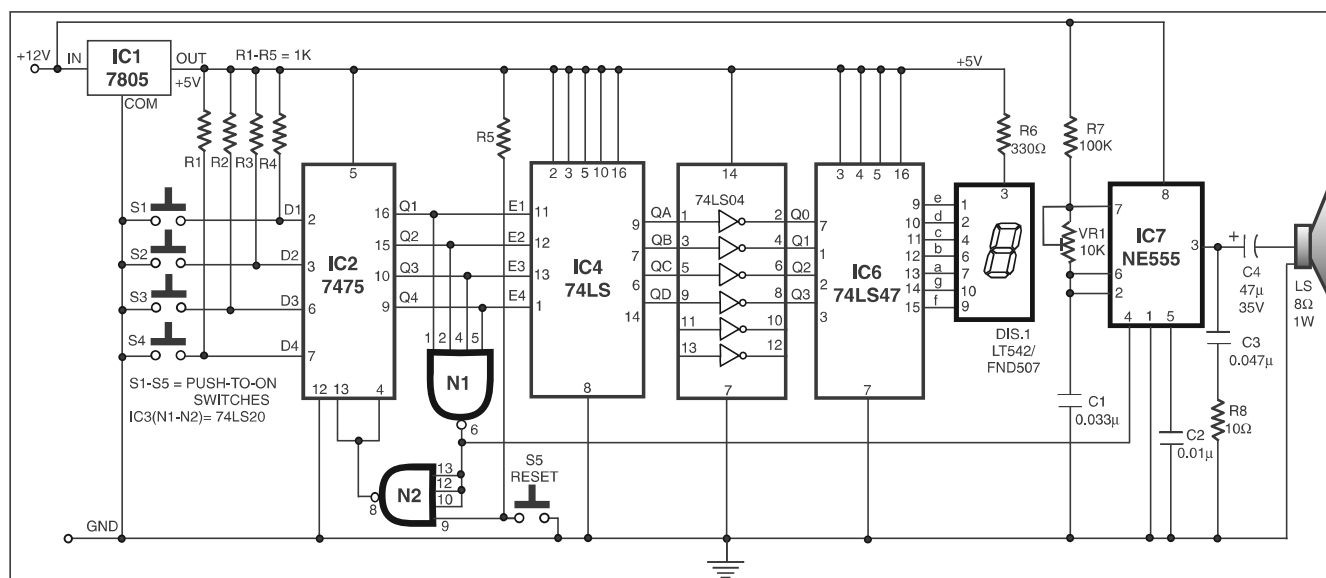 +12V
IN
IC1
7805
OUT
+5V
COM
R1-R5 = 1K
R1
R2
R3
R4
R5
+5V
R6
330Ω
R7
100K
S1
S2
S3
S4
D1
D2
D3
D4
2
3
6
7
5
IC2
7475
16
15
10
9
12
13
4
Q1
Q2
Q3
Q4
E1
E2
E3
E4
1
2
4
5
N1
6
13
12
10
9
N2
8
S5
RESET
S1-S5 = PUSH-TO-ON
SWITCHES
IC3(N1-N2)= 74LS20
2
3
5
10
16
11
12
13
1
IC4
74LS
9
7
6
14
8
QA
QB
QC
QD
14
74LS04
1
2
3
4
5
6
9
8
11
10
13
12
7
Q0
Q1
Q2
Q3
3
4
5
16
7
1
2
3
IC6
74LS47
9
10
11
12
13
14
15
7
e
d
c
b
a
g
f
3
1
2
4
6
7
10
9
DIS.1
LT542/
FND507
VR1
10K
C1
0.033µ
7
8
6
2
IC7
NE555
3
4
1
5
C2
0.01µ
C4
47µ
35V
+
C3
0.047µ
R8
10Ω
LS
8Ω
1W
GND